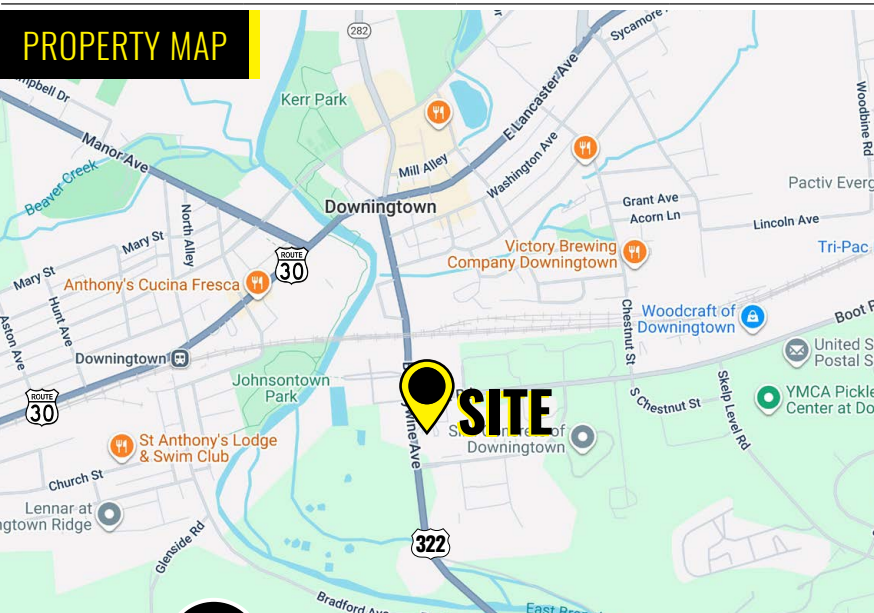 PROPERTY MAP
282
Sycamore
Kerr Park
E Lancaster Ave
Woodbine Rd
Manor Ave
Mill Alley
Washington Ave
Beaver Creek
Pactiv
Downingtown
Grant Ave
Acorn Ln
Lincoln Ave
North Alley
Mary St
Victory Brewing
Company Downingtown
Tri-Pac
ROUTE
30
Mary St
Anthony's Cucina Fresca
Hunt Ave
Aston Ave
Chestnut St
Woodcraft of
Downingtown
Boot
Downingtown
United S
Postal S
Johnsontown
Park
Skelp Level Rd
YMCA Pickle
Center at Do
ROUTE
30
SITE
S Chestnut St
St Anthony's Lodge
& Swim Club
Downingtown
Church St
Lennar at
ngtown Ridge
322
Glenside Rd
Bradford Ave
East